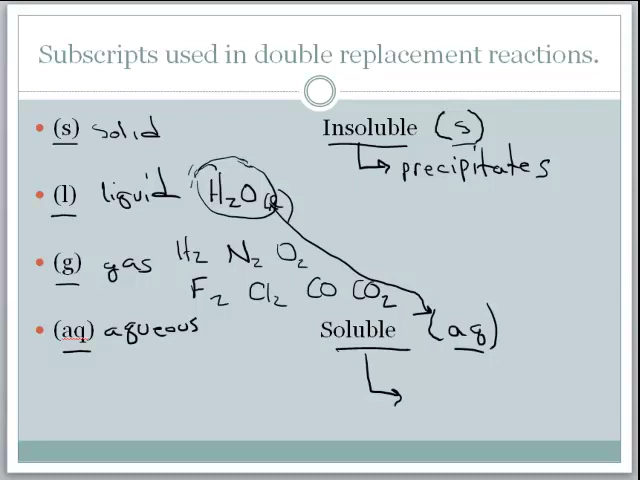 Subscripts used in double replacement reactions.
• (s) solid
Insoluble (s)
precipitates
• (l) liquid H₂O (l)
• (g) gas H₂ N₂ O₂
F₂ Cl₂ CO CO₂
• (aq) aqueous
Soluble (aq)